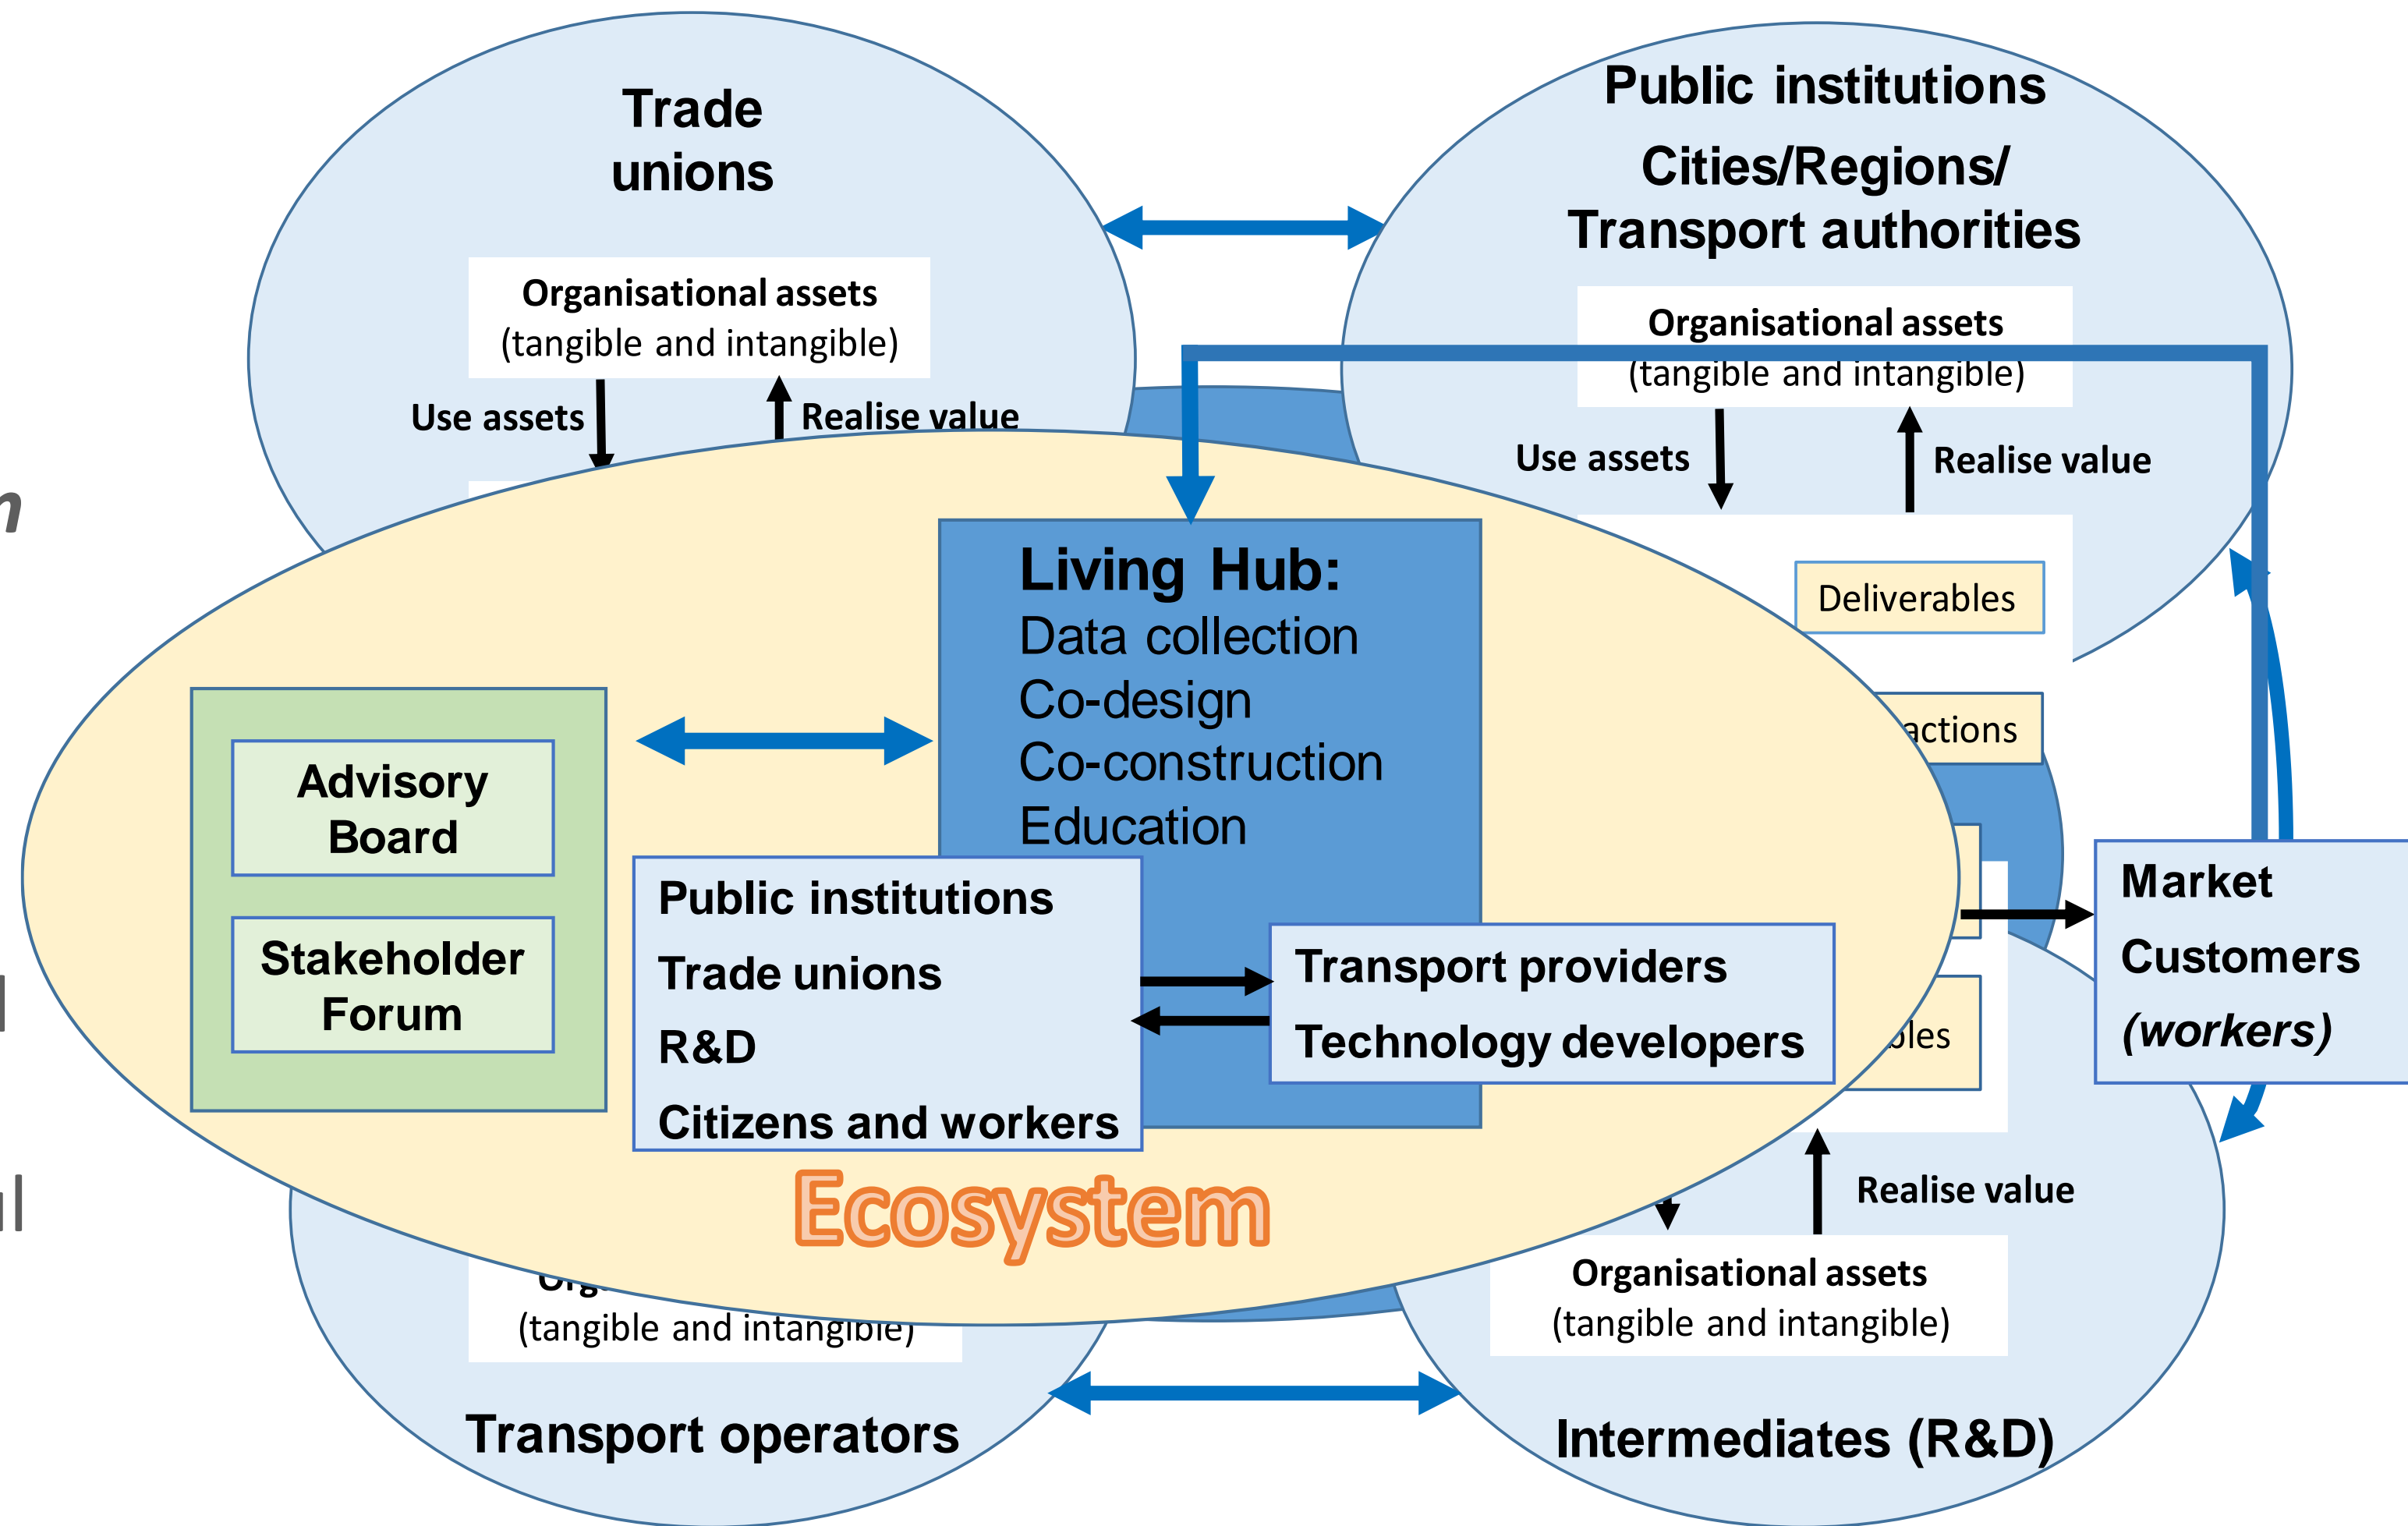 Trade
unions
Organisational assets
(tangible and intangible)
Use assets
Realise value
Public institutions
Cities/Regions/
Transport authorities
Organisational assets
(tangible and intangible)
Use assets
Realise value
Deliverables
actions
Living Hub:
Data collection
Co-design
Co-construction
Education
Advisory
Board
Stakeholder
Forum
Public institutions
Trade unions
R&D
Citizens and workers
Transport providers
Technology developers
bles
Market
Customers
(workers)
Ecosystem
Realise value
(tangible and intangible)
Transport operators
Organisational assets
(tangible and intangible)
Intermediates (R&D)